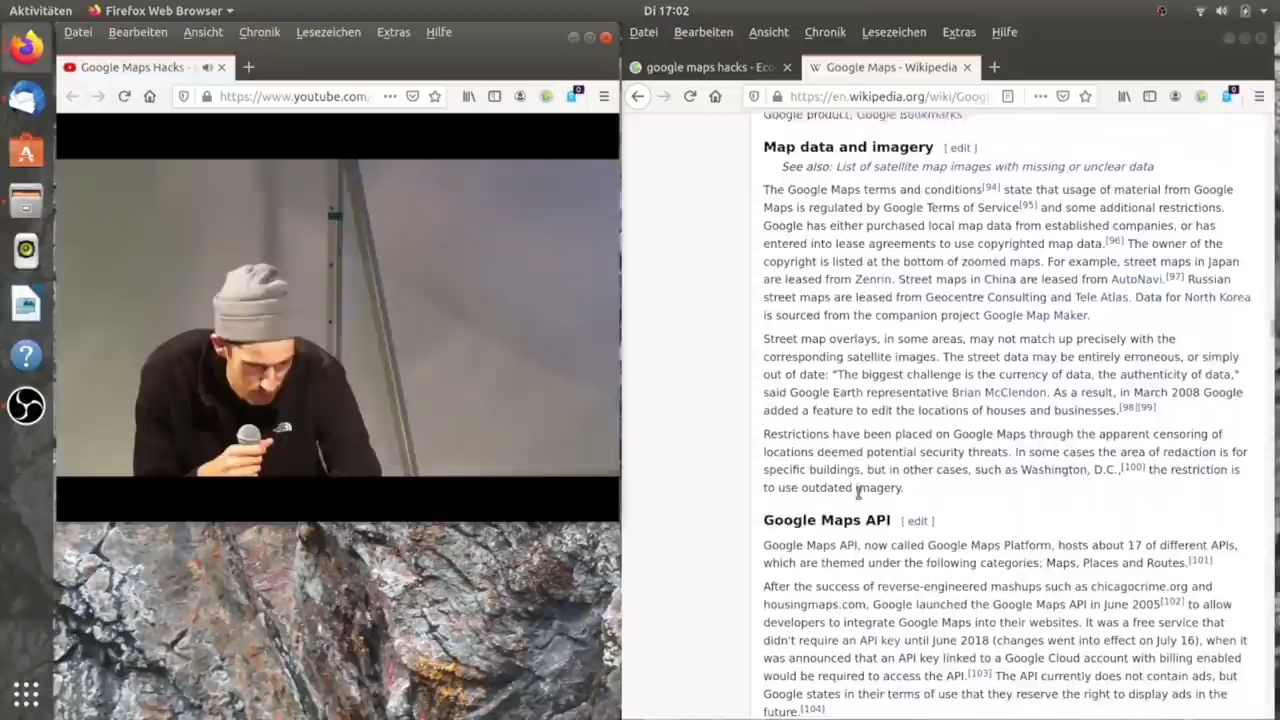 Aktivitäten
Firefox Web Browser
Di 17:02
Datei Bearbeiten Ansicht Chronik Lesezeichen Extras Hilfe
Google Maps Hacks
https://www.youtube.com/
Datei Bearbeiten Ansicht Chronik Lesezeichen Extras Hilfe
google maps hacks - Eco
W Google Maps - Wikipedia
https://en.wikipedia.org/wiki/Goog
Google product, Google Bookmarks
Map data and imagery [ edit ]
See also: List of satellite map images with missing or unclear data
The Google Maps terms and conditions[94] state that usage of material from Google
Maps is regulated by Google Terms of Service[95] and some additional restrictions.
Google has either purchased local map data from established companies, or has
entered into lease agreements to use copyrighted map data.[96] The owner of the
copyright is listed at the bottom of zoomed maps. For example, street maps in Japan
are leased from Zenrin. Street maps in China are leased from AutoNavi.[97] Russian
street maps are leased from Geocentre Consulting and Tele Atlas. Data for North Korea
is sourced from the companion project Google Map Maker.
Street map overlays, in some areas, may not match up precisely with the
corresponding satellite images. The street data may be entirely erroneous, or simply
out of date: "The biggest challenge is the currency of data, the authenticity of data,"
said Google Earth representative Brian McClendon. As a result, in March 2008 Google
added a feature to edit the locations of houses and businesses.[98][99]
Restrictions have been placed on Google Maps through the apparent censoring of
locations deemed potential security threats. In some cases the area of redaction is for
specific buildings, but in other cases, such as Washington, D.C.,[100] the restriction is
to use outdated imagery.
Google Maps API [ edit ]
Google Maps API, now called Google Maps Platform, hosts about 17 of different APIs,
which are themed under the following categories; Maps, Places and Routes.[101]
After the success of reverse-engineered mashups such as chicagocrime.org and
housingmaps.com, Google launched the Google Maps API in June 2005[102] to allow
developers to integrate Google Maps into their websites. It was a free service that
didn't require an API key until June 2018 (changes went into effect on July 16), when it
was announced that an API key linked to a Google Cloud account with billing enabled
would be required to access the API.[103] The API currently does not contain ads, but
Google states in their terms of use that they reserve the right to display ads in the
future.[104]